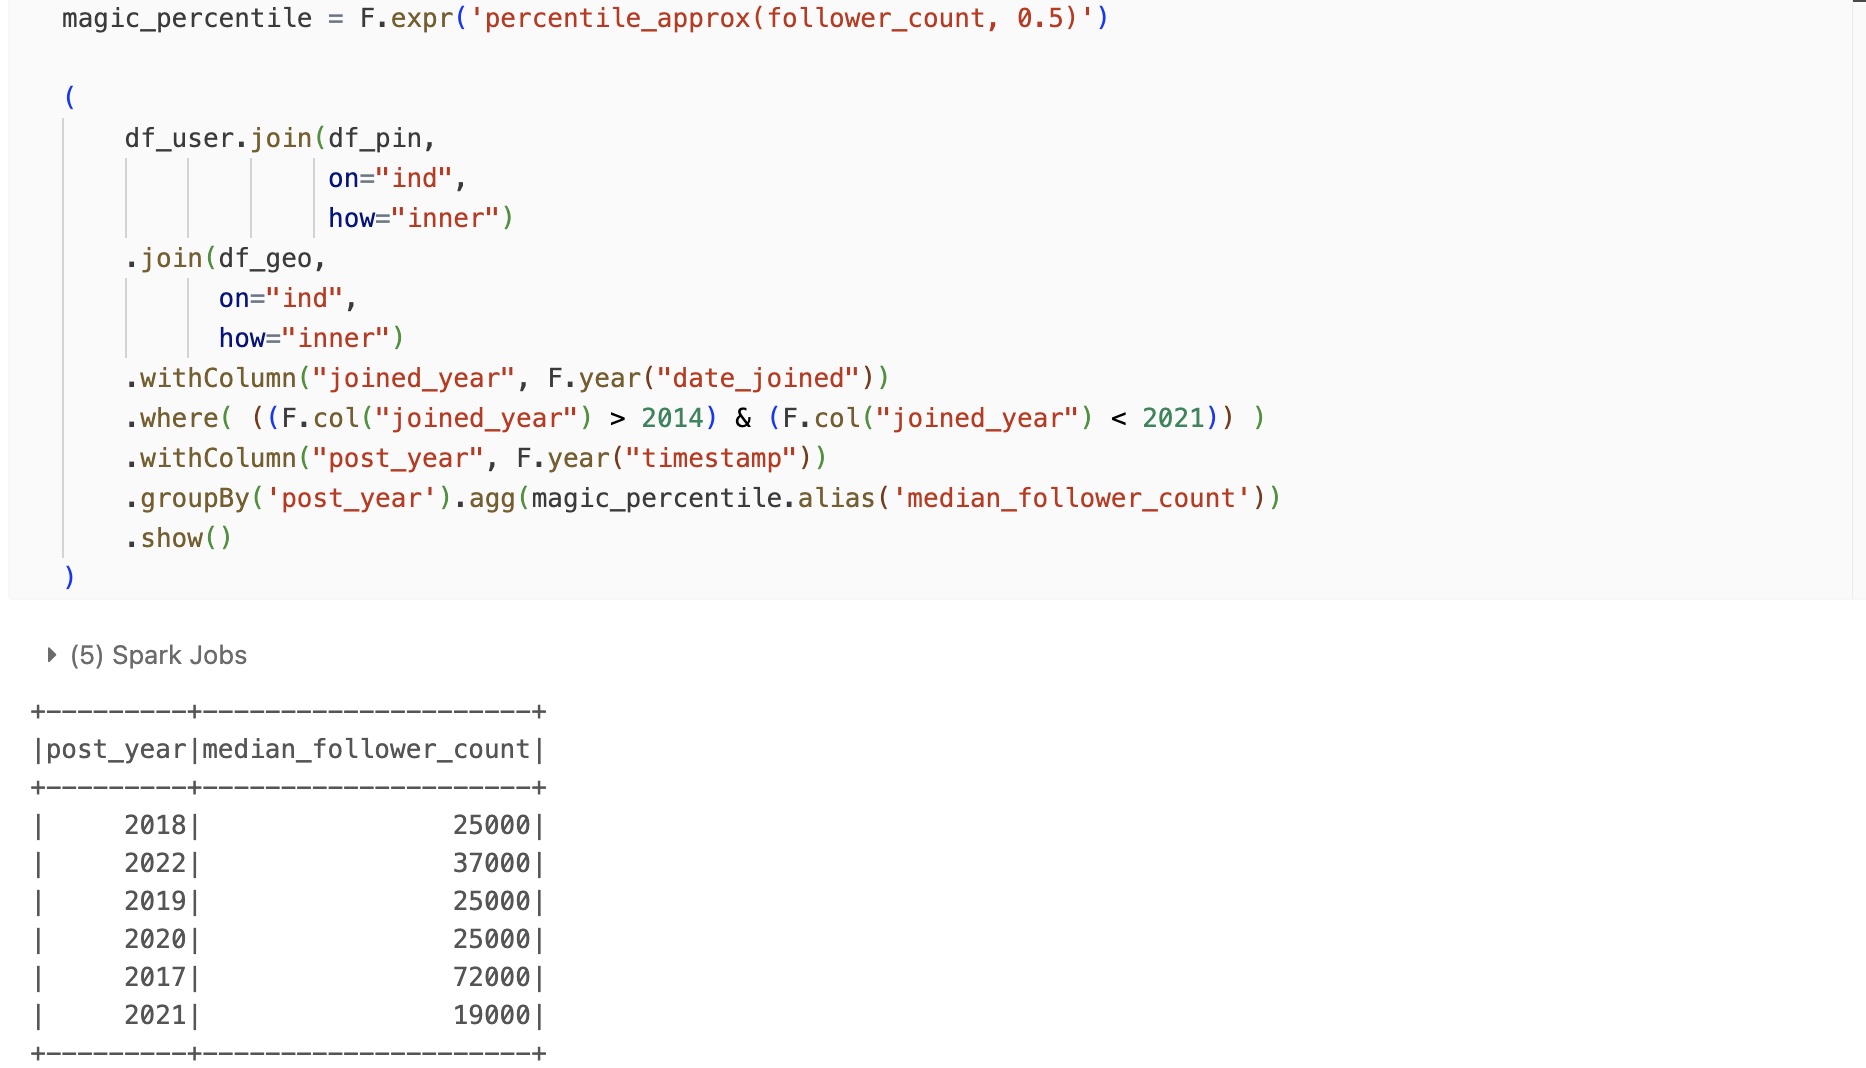 magic_percentile = F.expr('percentile_approx(follower_count, 0.5)')
(
df_user.join(df_pin,
on="ind",
how="inner")
.join(df_geo,
on="ind",
how="inner")
.withColumn("joined_year", F.year("date_joined"))
.where( ((F.col("joined_year") > 2014) & (F.col("joined_year") < 2021)) )
.withColumn("post_year", F.year("timestamp"))
.groupBy('post_year').agg(magic_percentile.alias('median_follower_count'))
.show()
)
(5) Spark Jobs
+---------+---------------------+
|post_year|median_follower_count|
+---------+---------------------+
|     2018|                25000|
|     2022|                37000|
|     2019|                25000|
|     2020|                25000|
|     2017|                72000|
|     2021|                19000|
+---------+---------------------+